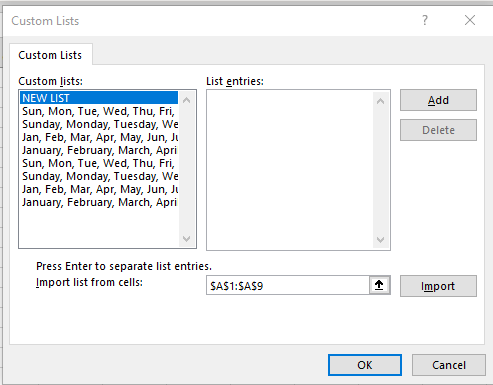 Custom Lists
?
Custom Lists
Custom lists:
NEW LIST
Sun, Mon, Tue, Wed, Thu, Fri,
Sunday, Monday, Tuesday, Wed
Jan, Feb, Mar, Apr, May, Jun, Ju
January, February, March, Apri
Sun, Mon, Tue, Wed, Thu, Fri,
Sunday, Monday, Tuesday, Wed
Jan, Feb, Mar, Apr, May, Jun, Ju
January, February, March, Apri
List entries:
Add
Delete
Press Enter to separate list entries.
Import list from cells:
$A$1:$A$9
Import
OK
Cancel